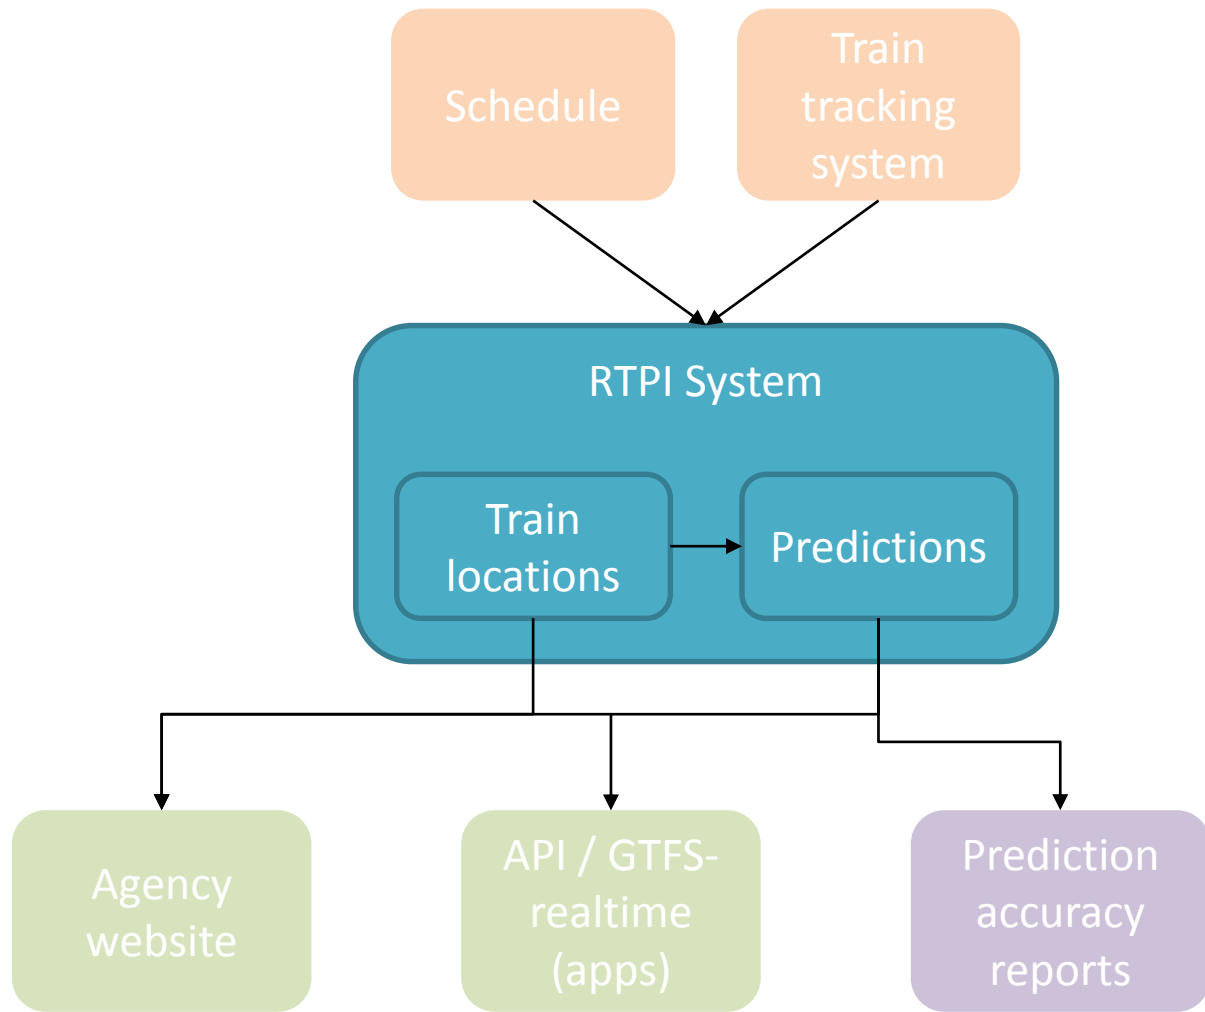 Schedule
Train
tracking
system
RTPI System
Train
locations
Predictions
Agency
website
API / GTFS-
realtime
(apps)
Prediction
accuracy
reports